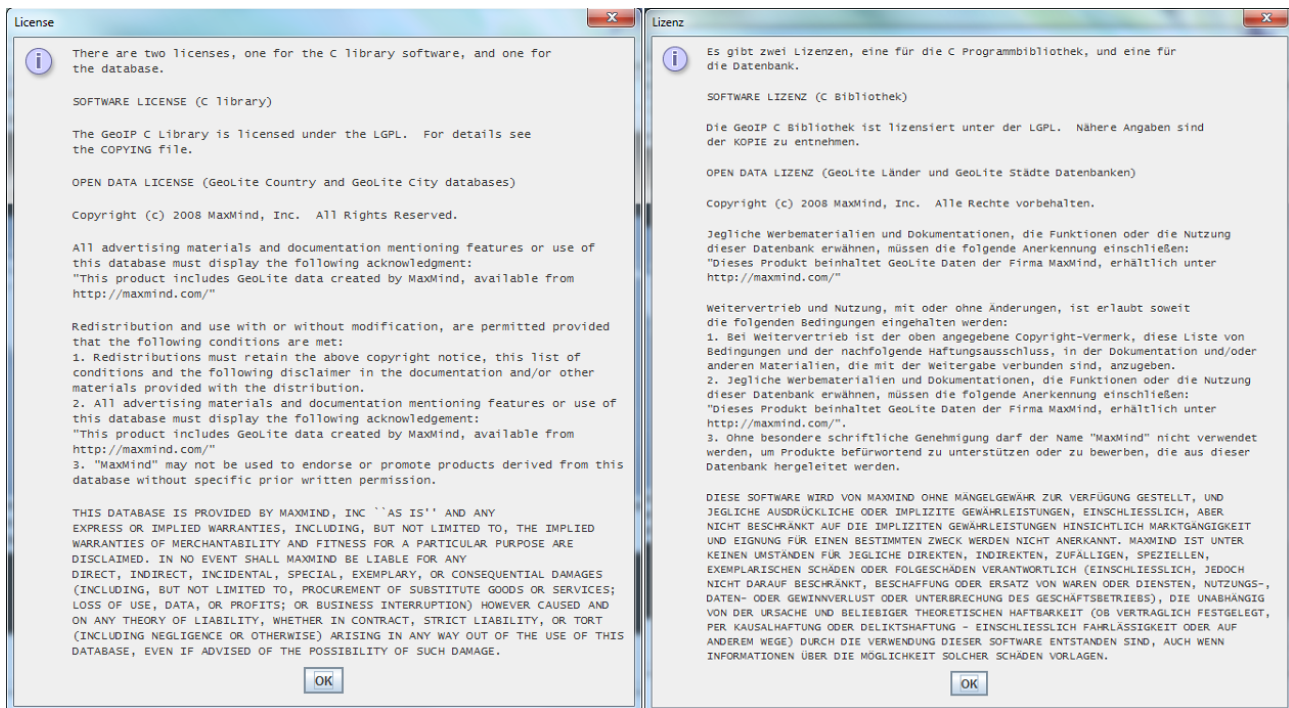 License
There are two licenses, one for the C library software, and one for
the database.
SOFTWARE LICENSE (C library)
The GeoIP C Library is licensed under the LGPL. For details see
the COPYING file.
OPEN DATA LICENSE (GeoLite Country and GeoLite City databases)
Copyright (c) 2008 MaxMind, Inc. All Rights Reserved.
All advertising materials and documentation mentioning features or use of
this database must display the following acknowledgment:
"This product includes GeoLite data created by MaxMind, available from
http://maxmind.com/"
Redistribution and use with or without modification, are permitted provided
that the following conditions are met:
1. Redistributions must retain the above copyright notice, this list of
conditions and the following disclaimer in the documentation and/or other
materials provided with the distribution.
2. All advertising materials and documentation mentioning features or use of
this database must display the following acknowledgement:
"This product includes GeoLite data created by MaxMind, available from
http://maxmind.com/"
3. "MaxMind" may not be used to endorse or promote products derived from this
database without specific prior written permission.
THIS DATABASE IS PROVIDED BY MAXMIND, INC ``AS IS'' AND ANY
EXPRESS OR IMPLIED WARRANTIES, INCLUDING, BUT NOT LIMITED TO, THE IMPLIED
WARRANTIES OF MERCHANTABILITY AND FITNESS FOR A PARTICULAR PURPOSE ARE
DISCLAIMED. IN NO EVENT SHALL MAXMIND BE LIABLE FOR ANY
DIRECT, INDIRECT, INCIDENTAL, SPECIAL, EXEMPLARY, OR CONSEQUENTIAL DAMAGES
(INCLUDING, BUT NOT LIMITED TO, PROCUREMENT OF SUBSTITUTE GOODS OR SERVICES;
LOSS OF USE, DATA, OR PROFITS; OR BUSINESS INTERRUPTION) HOWEVER CAUSED AND
ON ANY THEORY OF LIABILITY, WHETHER IN CONTRACT, STRICT LIABILITY, OR TORT
(INCLUDING NEGLIGENCE OR OTHERWISE) ARISING IN ANY WAY OUT OF THE USE OF THIS
DATABASE, EVEN IF ADVISED OF THE POSSIBILITY OF SUCH DAMAGE.
OK
Lizenz
Es gibt zwei Lizenzen, eine für die C Programmbibliothek, und eine für
die Datenbank.
SOFTWARE LIZENZ (C Bibliothek)
Die GeoIP C Bibliothek ist lizensiert unter der LGPL. Nähere Angaben sind
der KOPIE zu entnehmen.
OPEN DATA LIZENZ (GeoLite Länder und GeoLite Städte Datenbanken)
Copyright (c) 2008 MaxMind, Inc. Alle Rechte vorbehalten.
Jegliche Werbematerialien und Dokumentationen, die Funktionen oder die Nutzung
dieser Datenbank erwähnen, müssen die folgende Anerkennung einschließen:
"Dieses Produkt beinhaltet GeoLite Daten der Firma MaxMind, erhältlich unter
http://maxmind.com/"
Weitervertrieb und Nutzung, mit oder ohne Änderungen, ist erlaubt soweit
die folgenden Bedingungen eingehalten werden:
1. Bei Weitervertrieb ist der oben angegebene Copyright-Vermerk, diese Liste von
Bedingungen und der nachfolgende Haftungsausschluss, in der Dokumentation und/oder
anderen Materialien, die mit der Weitergabe verbunden sind, anzugeben.
2. Jegliche Werbematerialien und Dokumentationen, die Funktionen oder die Nutzung
dieser Datenbank erwähnen, müssen die folgende Anerkennung einschließen:
"Dieses Produkt beinhaltet GeoLite Daten der Firma MaxMind, erhältlich unter
http://maxmind.com/".
3. Ohne besondere schriftliche Genehmigung darf der Name "MaxMind" nicht verwendet
werden, um Produkte befürwortend zu unterstützen oder zu bewerben, die aus dieser
Datenbank hergeleitet werden.
DIESE SOFTWARE WIRD VON MAXMIND OHNE MÄNGELGEWÄHR ZUR VERFÜGUNG GESTELLT, UND
JEGLICHE AUSDRÜCKLICHE ODER IMPLIZITE GEWÄHRLEISTUNGEN, EINSCHLIESSLICH, ABER
NICHT BESCHRÄNKT AUF DIE IMPLIZITEN GEWÄHRLEISTUNGEN HINSICHTLICH MARKTGÄNGIGKEIT
UND EIGNUNG FÜR EINEN BESTIMMTEN ZWECK WERDEN NICHT ANERKANNT. MAXMIND IST UNTER
KEINEN UMSTÄNDEN FÜR JEGLICHE DIREKTEN, INDIREKTEN, ZUFÄLLIGEN, SPEZIELLEN,
EXEMPLARISCHEN SCHÄDEN ODER FOLGESCHÄDEN VERANTWORTLICH (EINSCHLIESSLICH, JEDOCH
NICHT DARAUF BESCHRÄNKT, BESCHAFFUNG ODER ERSATZ VON WAREN ODER DIENSTEN, NUTZUNGS-,
DATEN- ODER GEWINNVERLUST ODER UNTERBRECHUNG DES GESCHÄFTSBETRIEBS), DIE UNABHÄNGIG
VON DER URSACHE UND BELIEBIGER THEORETISCHEN HAFTBARKEIT (OB VERTRAGLICH FESTGELEGT,
PER KAUSALHAFTUNG ODER DELIKTSHAFTUNG - EINSCHLIESSLICH FAHRLÄSSIGKEIT ODER AUF
ANDEREM WEGE) DURCH DIE VERWENDUNG DIESER SOFTWARE ENTSTANDEN SIND, AUCH WENN
INFORMATIONEN ÜBER DIE MÖGLICHKEIT SOLCHER SCHÄDEN VORLAGEN.
OK